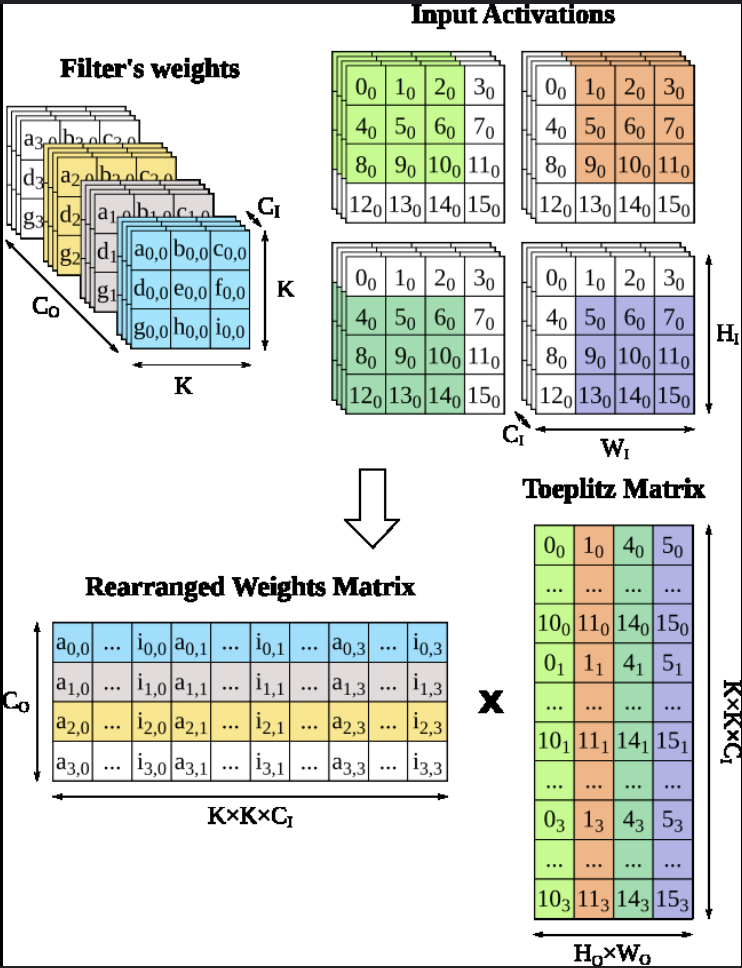 Input Activations
Filter's weights
a3,0 b3,0 c3,0
d3
g3
a2,0 b2,0 c2,0
d2
g2
a1,0 b1,0 c1,0
d1
g1
a0,0 b0,0 c0,0
d0,0 e0,0 f0,0
g0,0 h0,0 i0,0
CI
K
CO
K
0₀ 1₀ 2₀ 3₀
4₀ 5₀ 6₀ 7₀
8₀ 9₀ 10₀ 11₀
12₀ 13₀ 14₀ 15₀
0₀ 1₀ 2₀ 3₀
4₀ 5₀ 6₀ 7₀
8₀ 9₀ 10₀ 11₀
12₀ 13₀ 14₀ 15₀
0₀ 1₀ 2₀ 3₀
4₀ 5₀ 6₀ 7₀
8₀ 9₀ 10₀ 11₀
12₀ 13₀ 14₀ 15₀
0₀ 1₀ 2₀ 3₀
4₀ 5₀ 6₀ 7₀
8₀ 9₀ 10₀ 11₀
12₀ 13₀ 14₀ 15₀
HI
CI
WI
Rearranged Weights Matrix
a0,0 ... i0,0 a0,1 ... i0,1 ... a0,3 ... i0,3
a1,0 ... i1,0 a1,1 ... i1,1 ... a1,3 ... i1,3
a2,0 ... i2,0 a2,1 ... i2,1 ... a2,3 ... i2,3
a3,0 ... i3,0 a3,1 ... i3,1 ... a3,3 ... i3,3
CO
K×K×CI
x
Toeplitz Matrix
0₀ 1₀ 4₀ 5₀
... ... ... ...
10₀ 11₀ 14₀ 15₀
0₁ 1₁ 4₁ 5₁
... ... ... ...
10₁ 11₁ 14₁ 15₁
... ... ... ...
0₃ 1₃ 4₃ 5₃
... ... ... ...
10₃ 11₃ 14₃ 15₃
K×K×CI
HO×WO